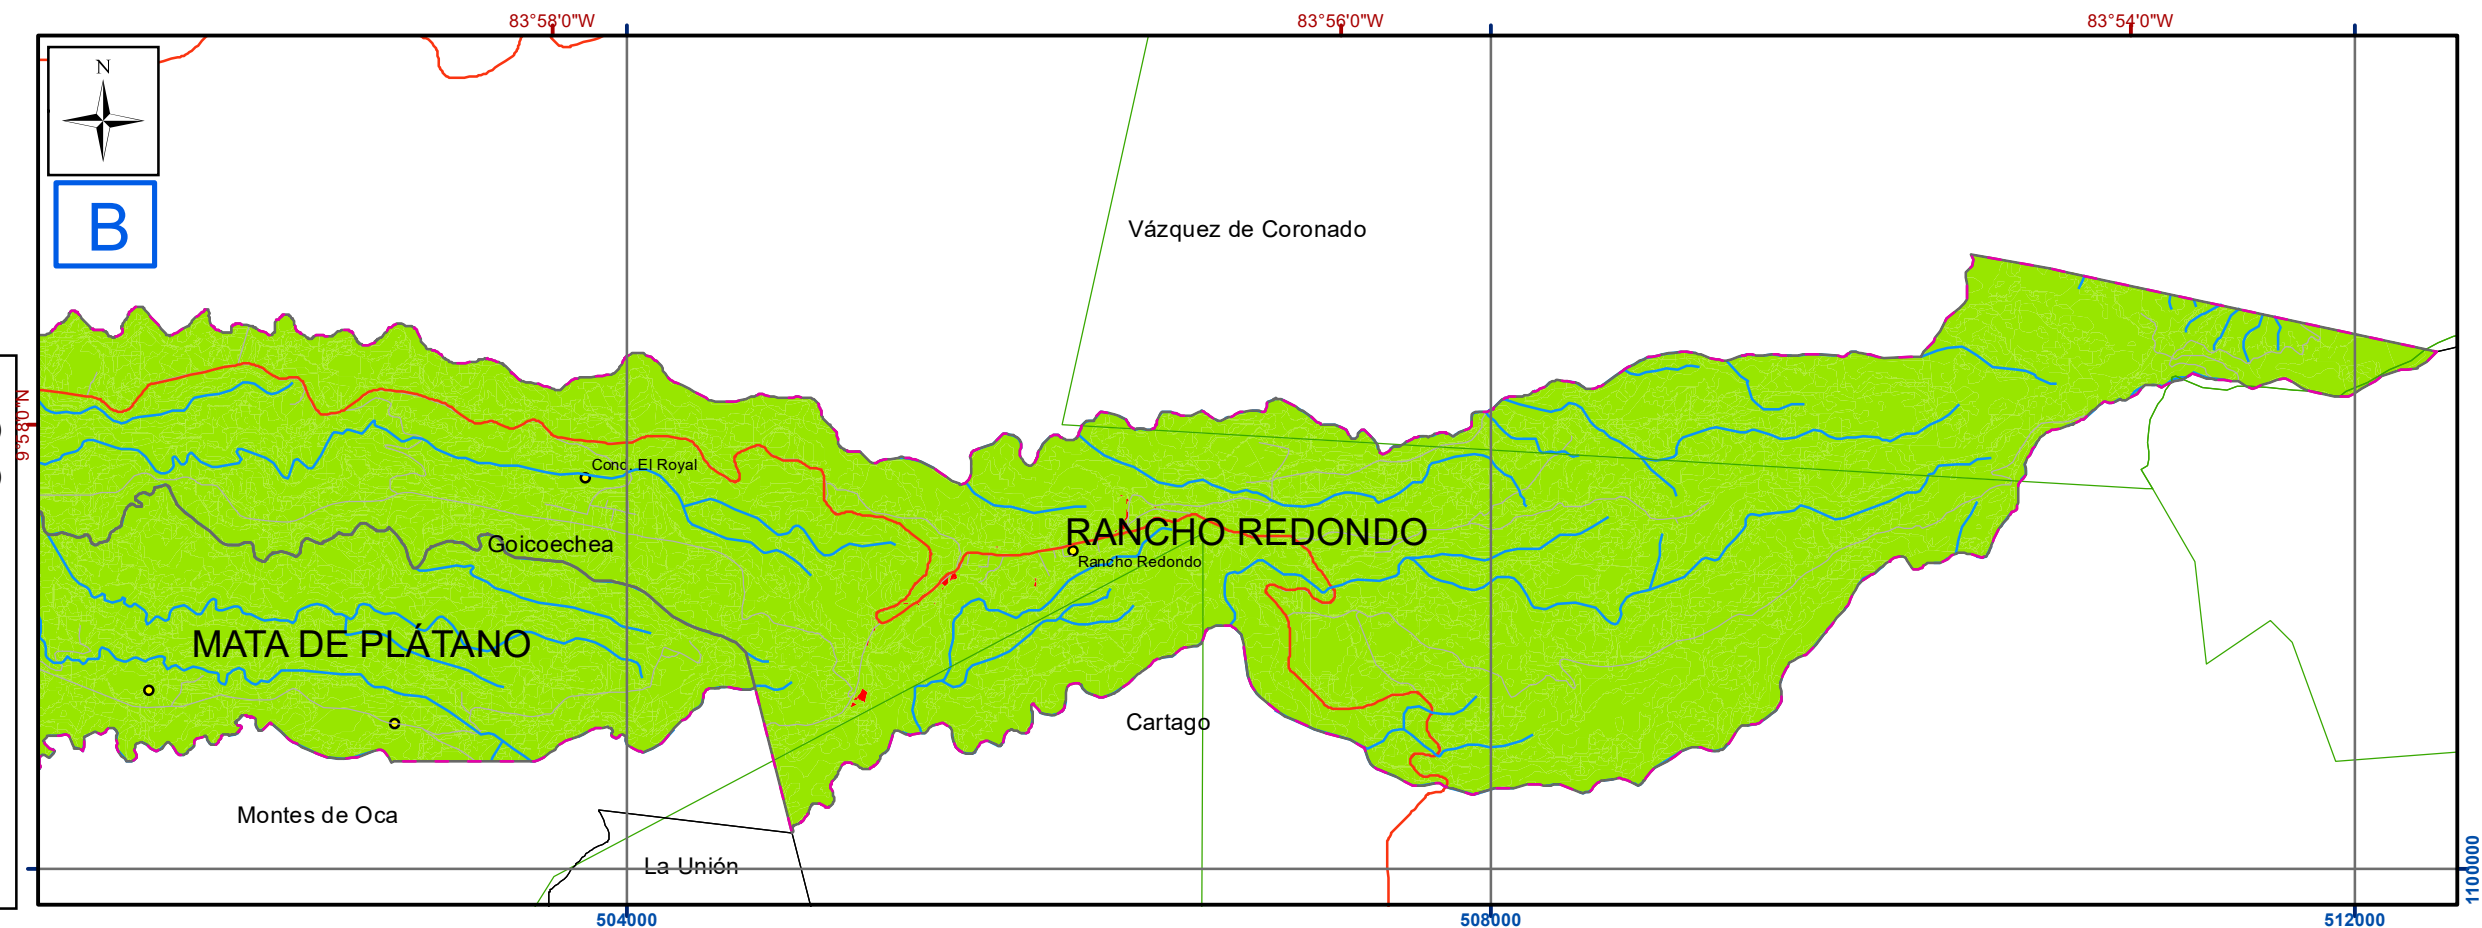 83°58'0"W
83°56'0"W
83°54'0"W
N
B
Vázquez de Coronado
9°58'0"N
Cond. El Royal
RANCHO REDONDO
Goicoechea
Rancho Redondo
MATA DE PLÁTANO
Cartago
Montes de Oca
La Unión
1100000
504000
508000
512000